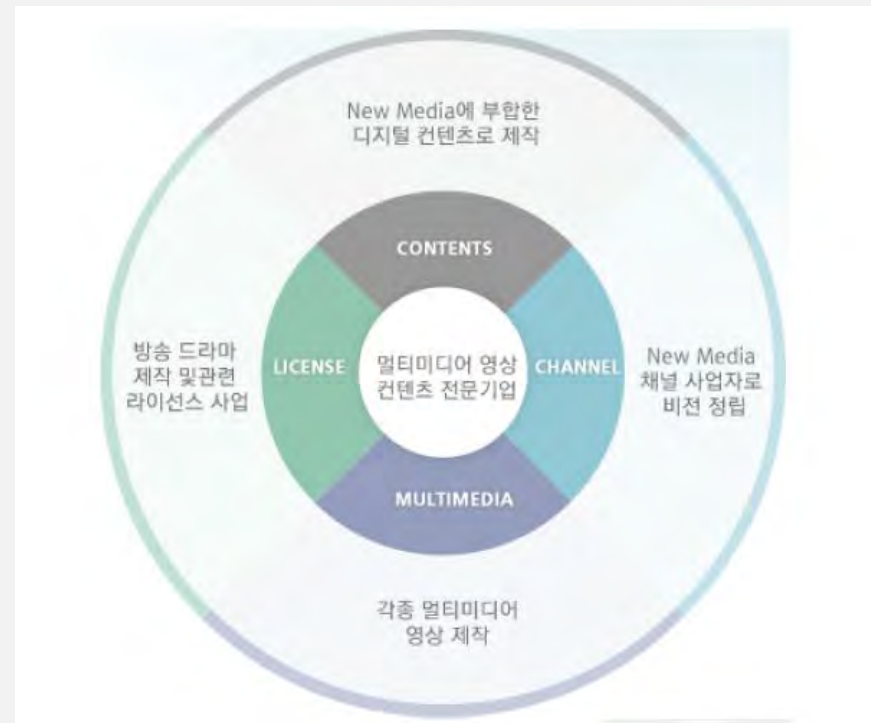 New Media에 부합한
디지털 컨텐츠로 제작
CONTENTS
방송 드라마
제작 및관련
라이선스 사업
LICENSE
멀티미디어 영상
컨텐츠 전문기업
CHANNEL
New Media
채널 사업자로
비전 정립
MULTIMEDIA
각종 멀티미디어
영상 제작